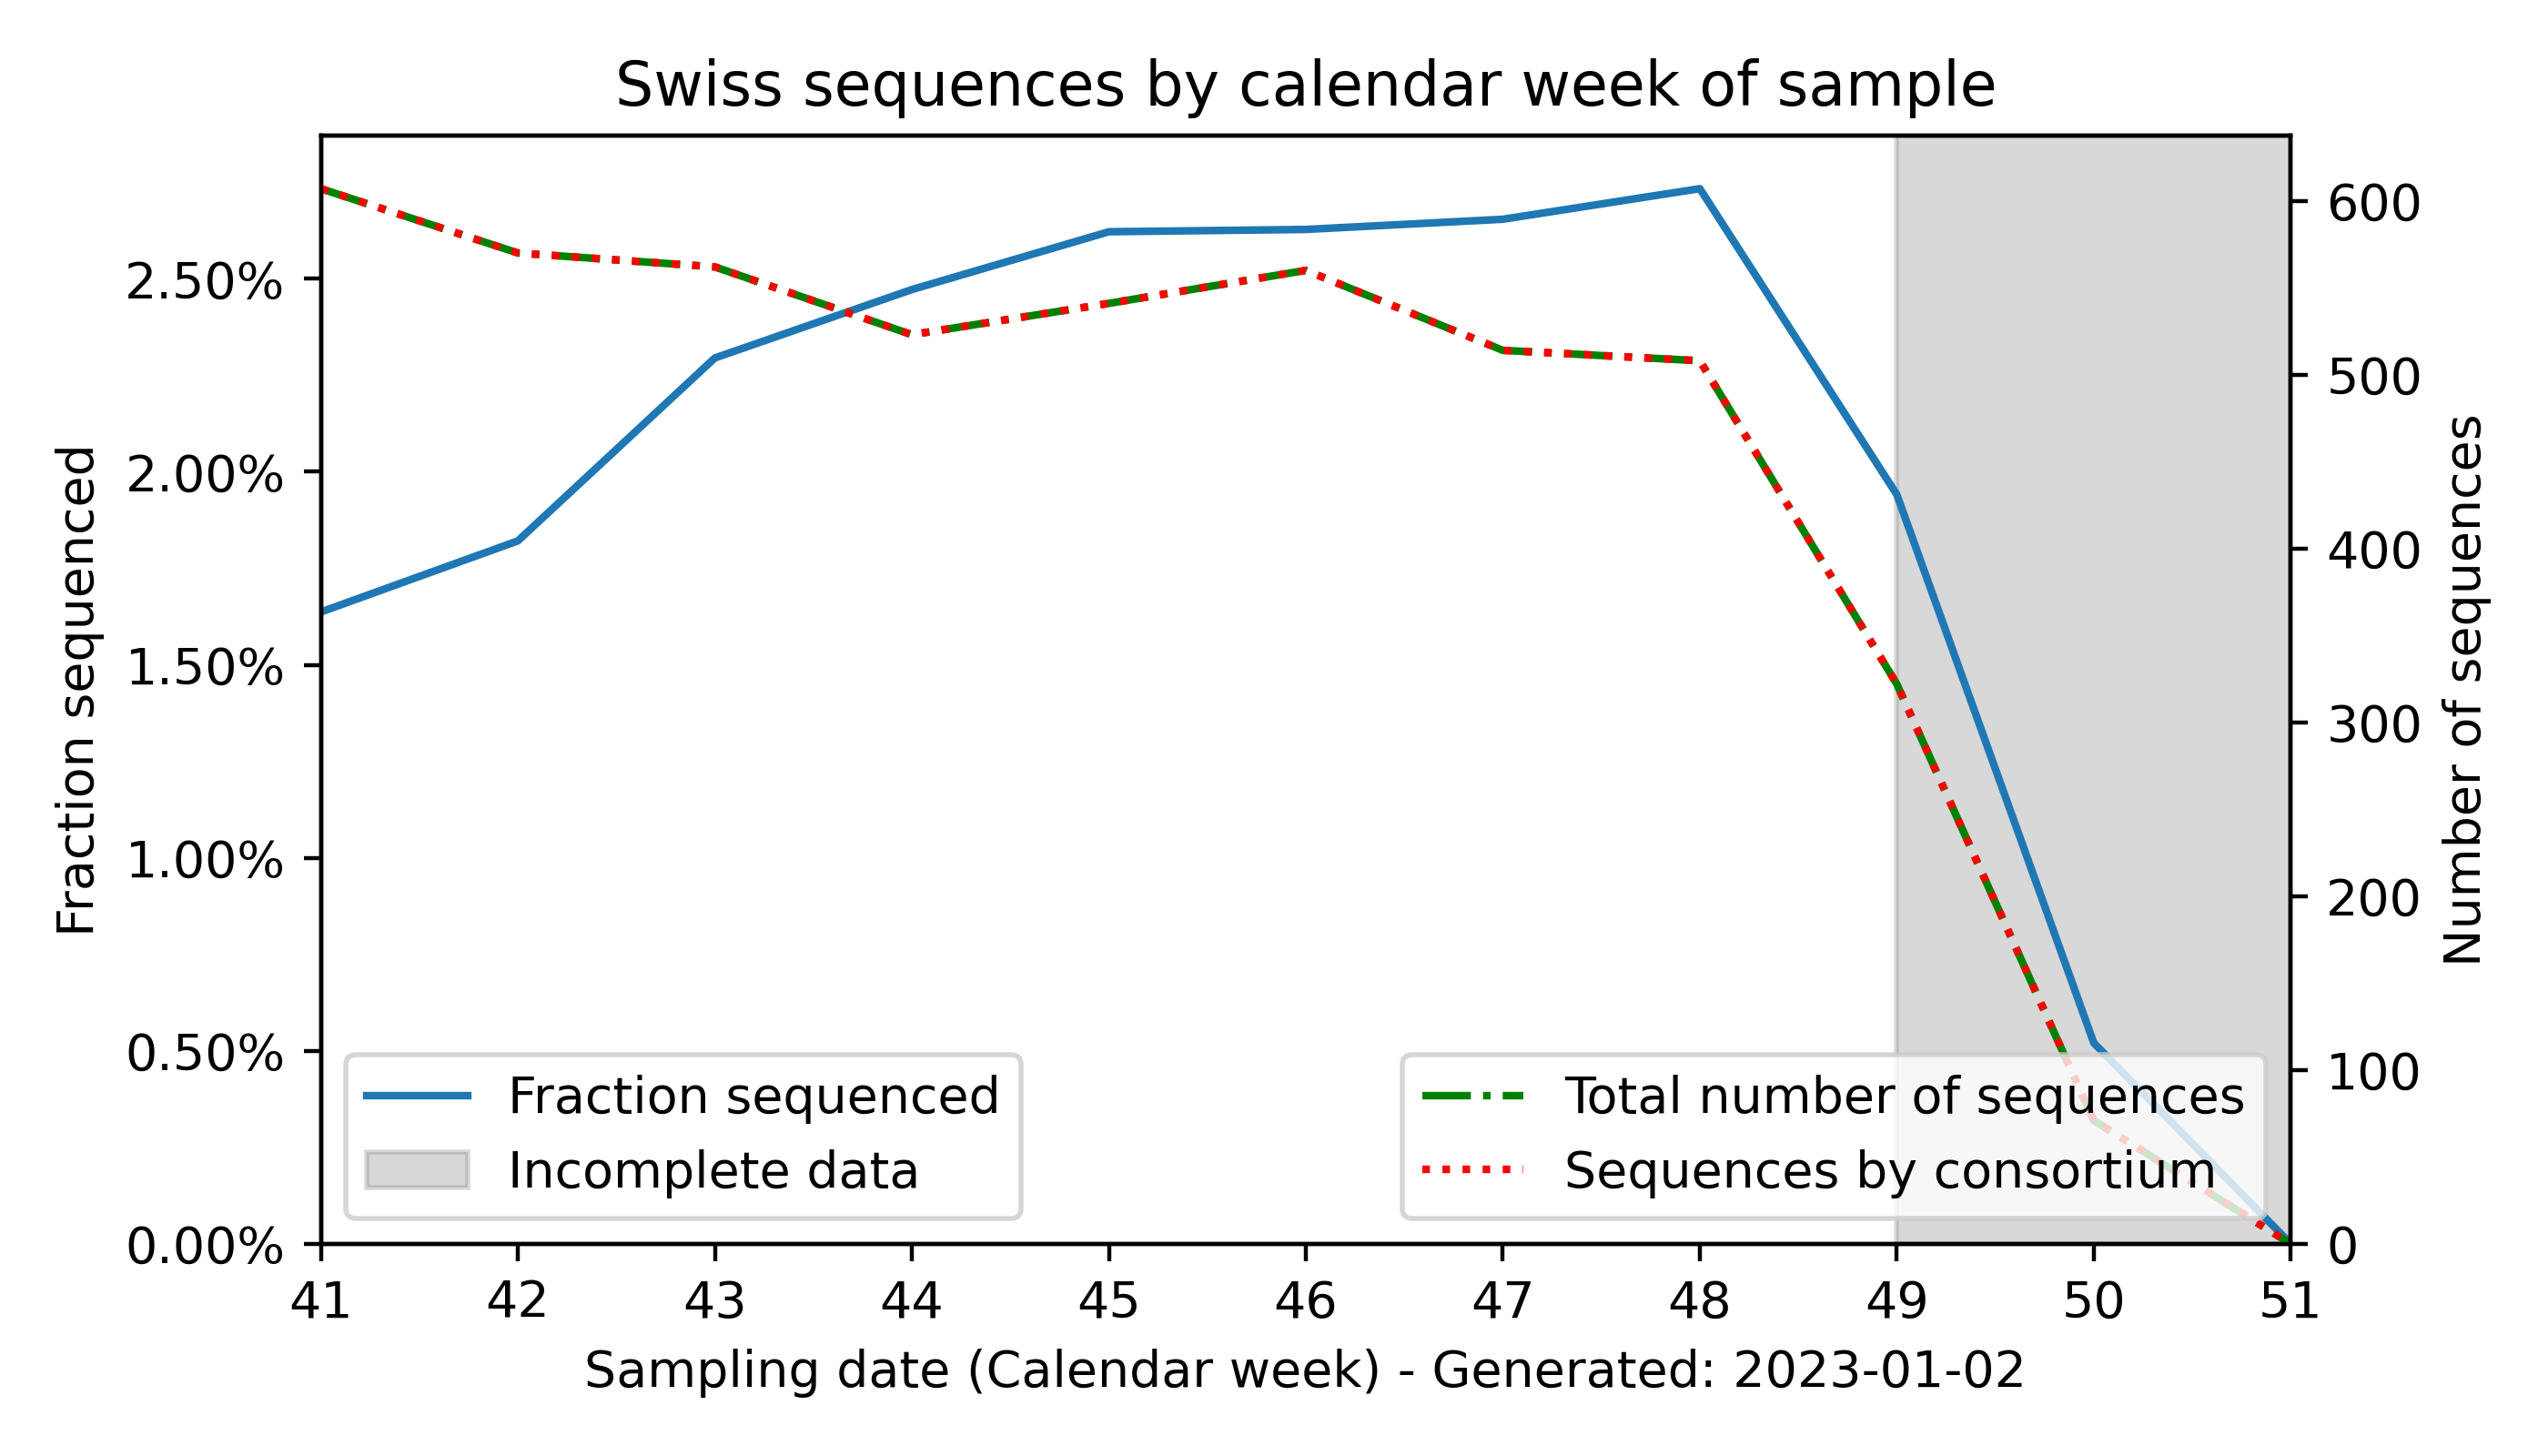 Swiss sequences by calendar week of sample
Fraction sequenced
2.50%
2.00%
1.50%
1.00%
0.50%
0.00%
600
500
400
300
200
100
0
Number of sequences
Fraction sequenced
Incomplete data
Total number of sequences
Sequences by consortium
41 42 43 44 45 46 47 48 49 50 51
Sampling date (Calendar week) - Generated: 2023-01-02